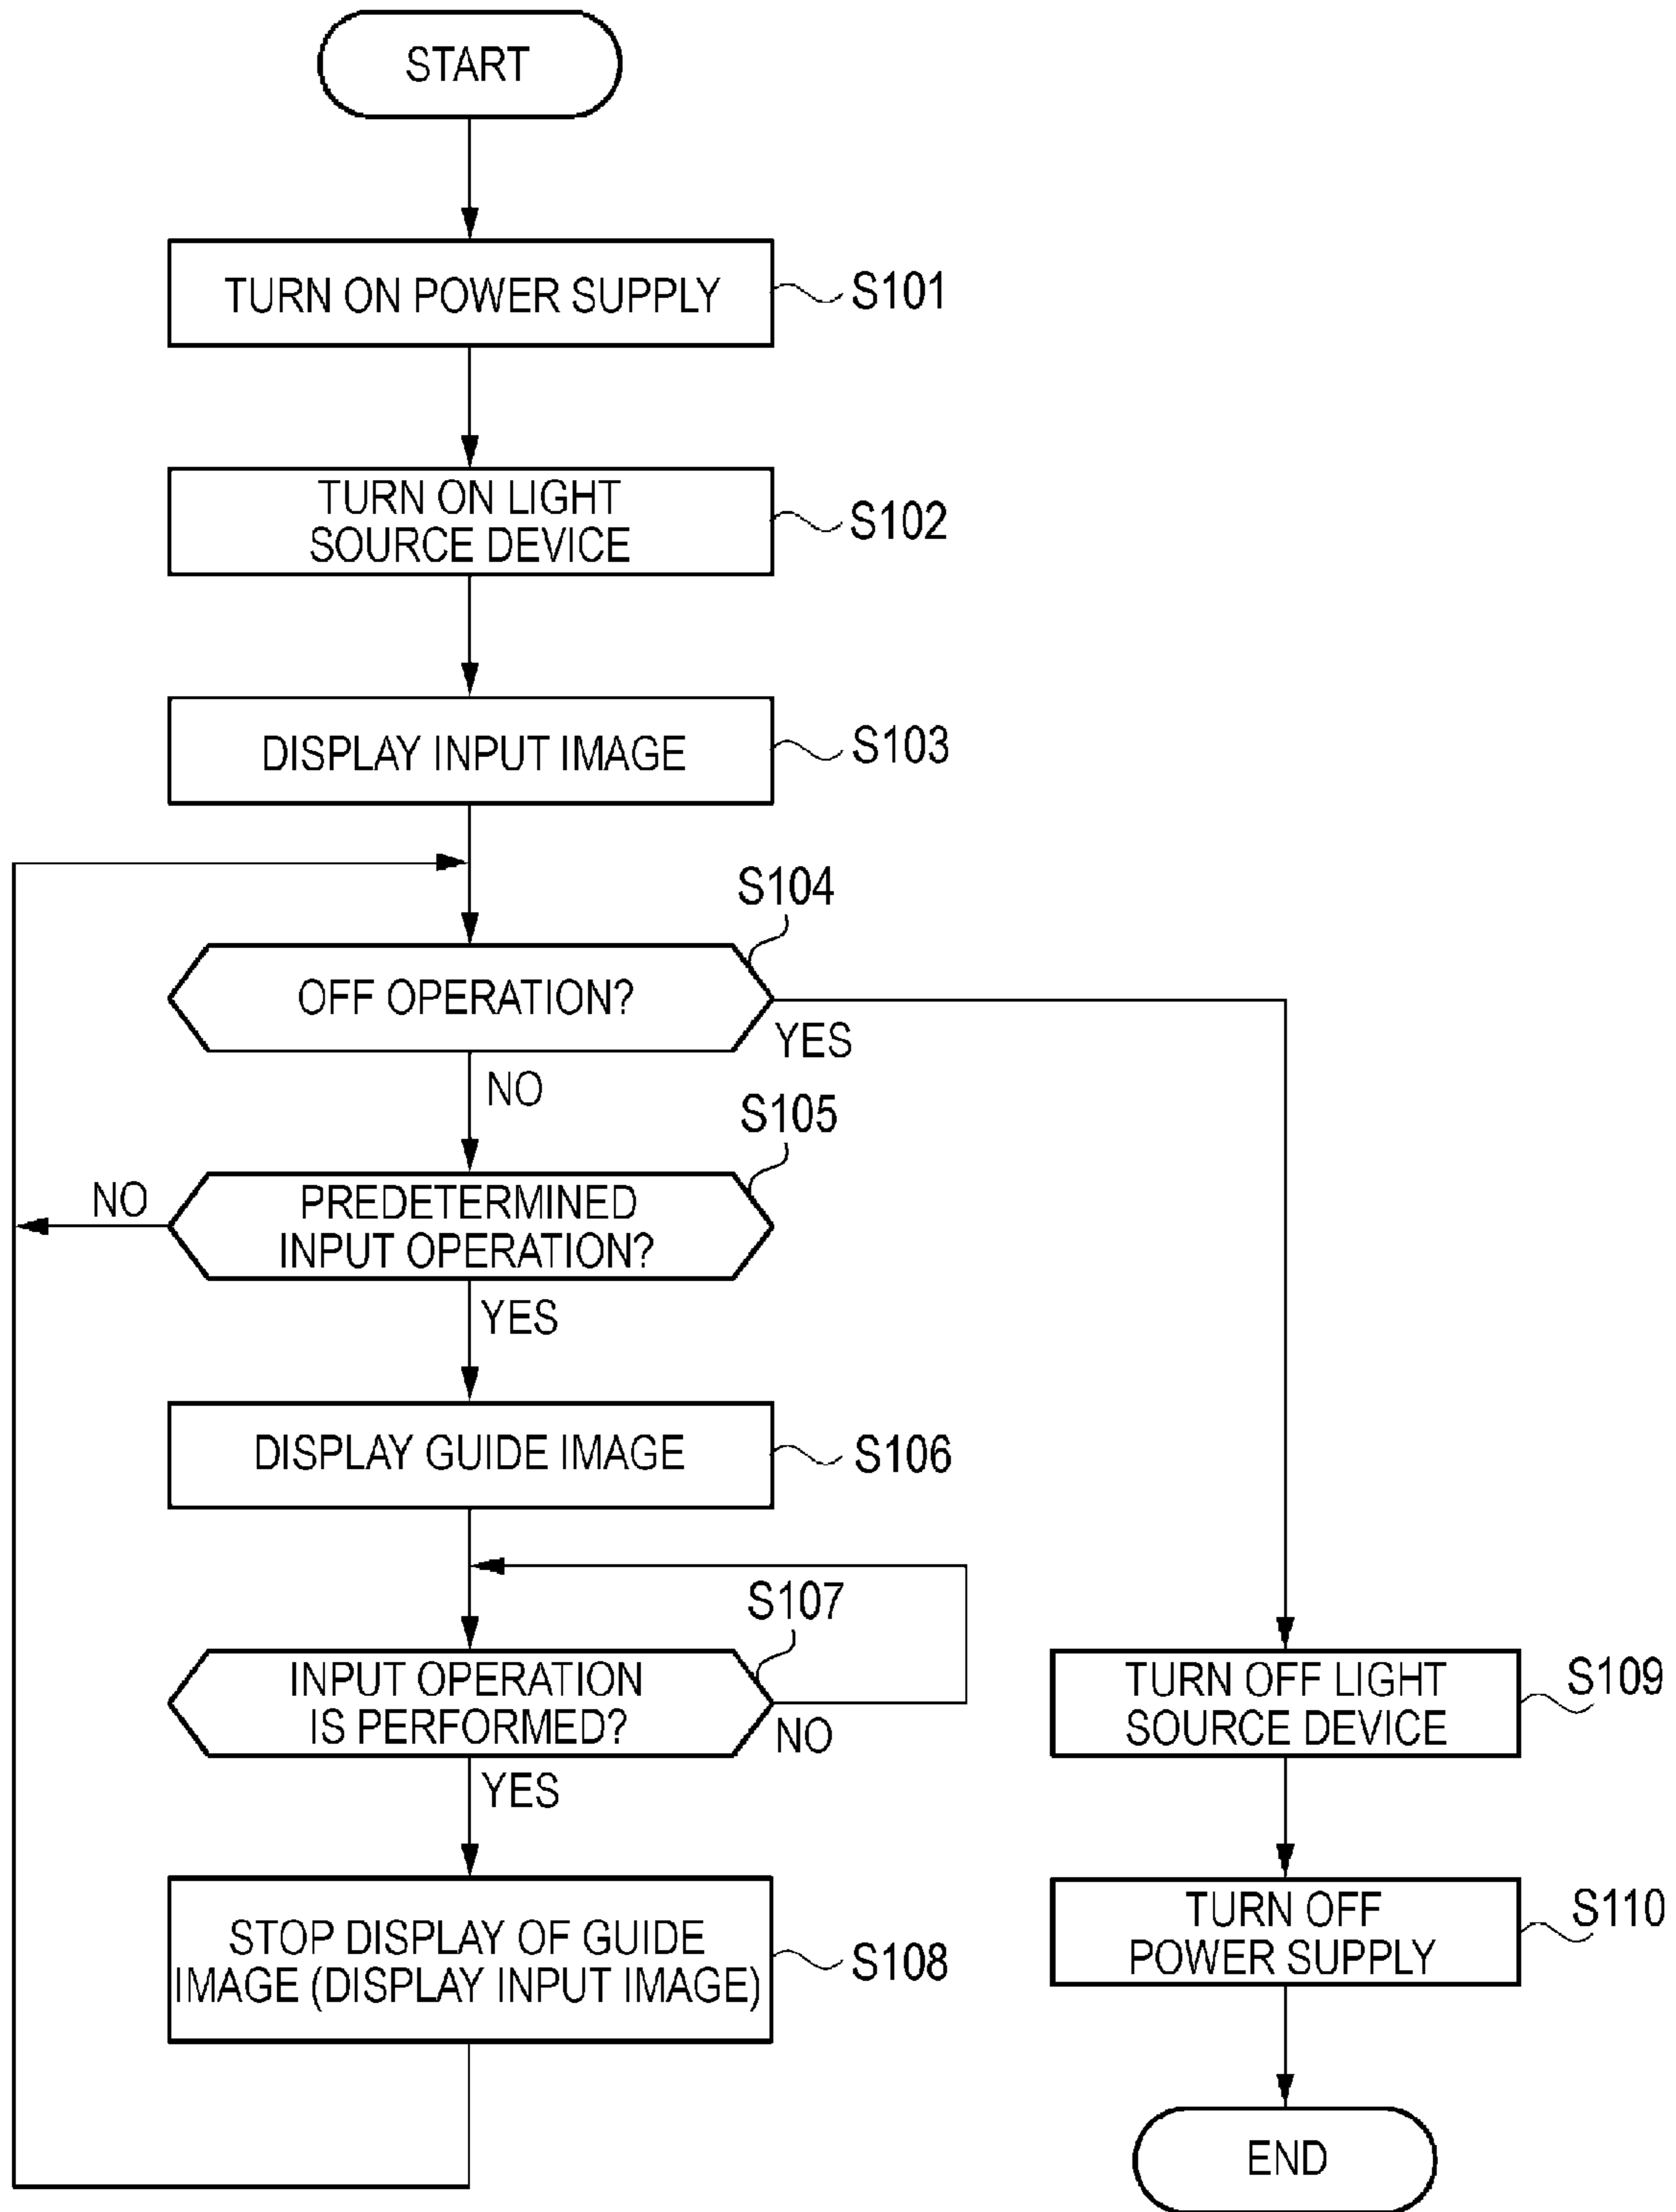 START
TURN ON POWER SUPPLY
S101
TURN ON LIGHT
SOURCE DEVICE
S102
DISPLAY INPUT IMAGE
S103
S104
OFF OPERATION?
YES
NO
S105
NO
PREDETERMINED
INPUT OPERATION?
YES
DISPLAY GUIDE IMAGE
S106
S107
INPUT OPERATION
IS PERFORMED?
NO
YES
STOP DISPLAY OF GUIDE
IMAGE (DISPLAY INPUT IMAGE)
S108
TURN OFF LIGHT
SOURCE DEVICE
S109
TURN OFF
POWER SUPPLY
S110
END